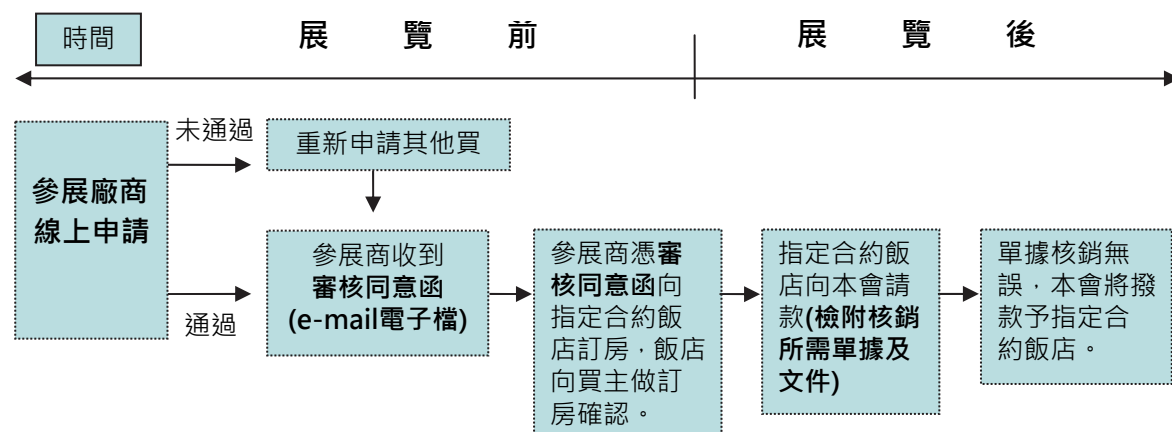 時間
展 覽 前
展 覽 後
未通過
重新申請其他買
參展廠商
線上申請
通過
參展商收到
審核同意函
(e-mail電子檔)
參展商憑審
核同意函向
指定合約飯
店訂房，飯店
向買主做訂
房確認。
指定合約飯
店向本會請
款(檢附核銷
所需單據及
文件)
單據核銷無
誤，本會將撥
款予指定合
約飯店。